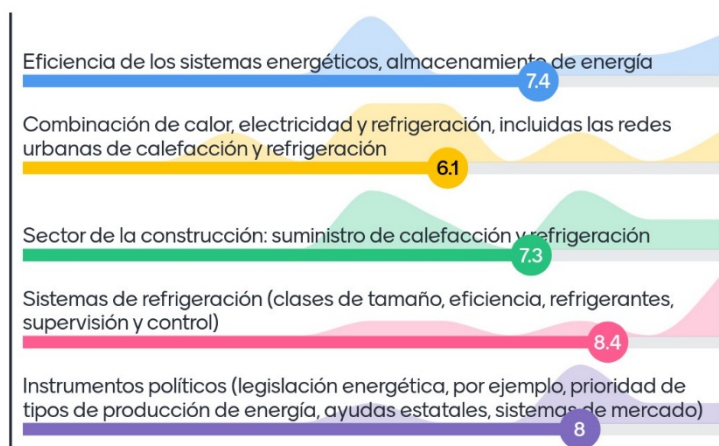 Eficiencia de los sistemas energéticos, almacenamiento de energía
7.4
Combinación de calor, electricidad y refrigeración, incluidas las redes
urbanas de calefacción y refrigeración
6.1
Sector de la construcción: suministro de calefacción y refrigeración
7.3
Sistemas de refrigeración (clases de tamaño, eficiencia, refrigerantes,
supervisión y control)
8.4
Instrumentos políticos (legislación energética, por ejemplo, prioridad de
tipos de producción de energía, ayudas estatales, sistemas de mercado)
8